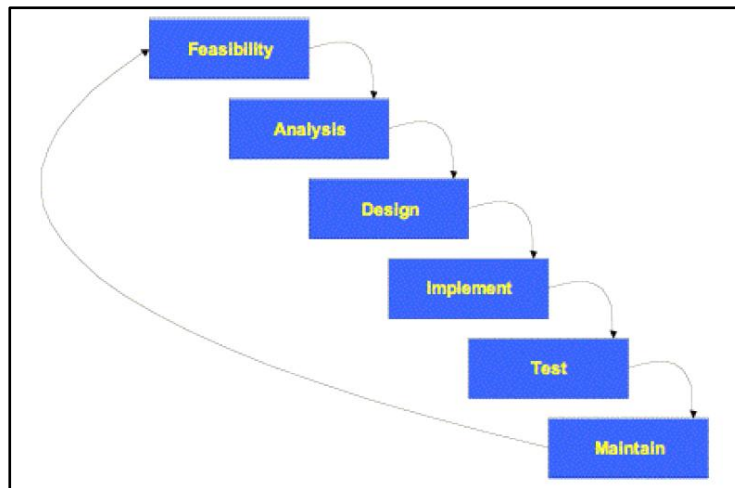 Feasibility
Analysis
Design
Implement
Test
Maintain